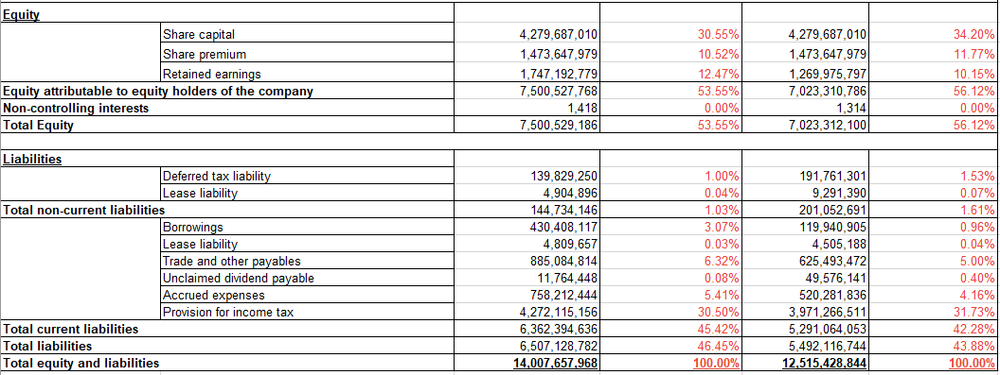 Equity
Share capital 4,279,687,010 30.55% 4,279,687,010 34.20%
Share premium 1,473,647,979 10.52% 1,473,647,979 11.77%
Retained earnings 1,747,192,779 12.47% 1,269,975,797 10.15%
Equity attributable to equity holders of the company 7,500,527,768 53.55% 7,023,310,786 56.12%
Non-controlling interests 1,418 0.00% 1,314 0.00%
Total Equity 7,500,529,186 53.55% 7,023,312,100 56.12%
Liabilities
Deferred tax liability 139,829,250 1.00% 191,761,301 1.53%
Lease liability 4,904,896 0.04% 9,291,390 0.07%
Total non-current liabilities 144,734,146 1.03% 201,052,691 1.61%
Borrowings 430,408,117 3.07% 119,940,905 0.96%
Lease liability 4,809,657 0.03% 4,505,188 0.04%
Trade and other payables 885,084,814 6.32% 625,493,472 5.00%
Unclaimed dividend payable 11,764,448 0.08% 49,576,141 0.40%
Accrued expenses 758,212,444 5.41% 520,281,836 4.16%
Provision for income tax 4,272,115,156 30.50% 3,971,266,511 31.73%
Total current liabilities 6,362,394,636 45.42% 5,291,064,053 42.28%
Total liabilities 6,507,128,782 46.45% 5,492,116,744 43.88%
Total equity and liabilities 14,007,657,968 100.00% 12,515,428,844 100.00%